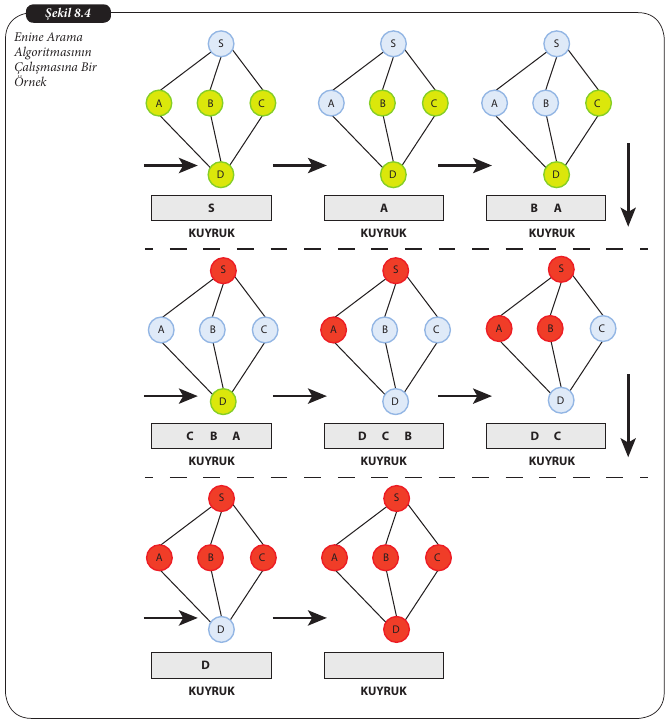 Şekil 8.4
Enine Arama
Algoritmasının
Çalışmasına Bir
Örnek
S S S
A B C A B C A B C
D D D
S A B A
KUYRUK KUYRUK KUYRUK
S S S
A B C A B C A B C
D D D
C B A D C B D C
KUYRUK KUYRUK KUYRUK
S S
A B C A B C
D D
D
KUYRUK KUYRUK